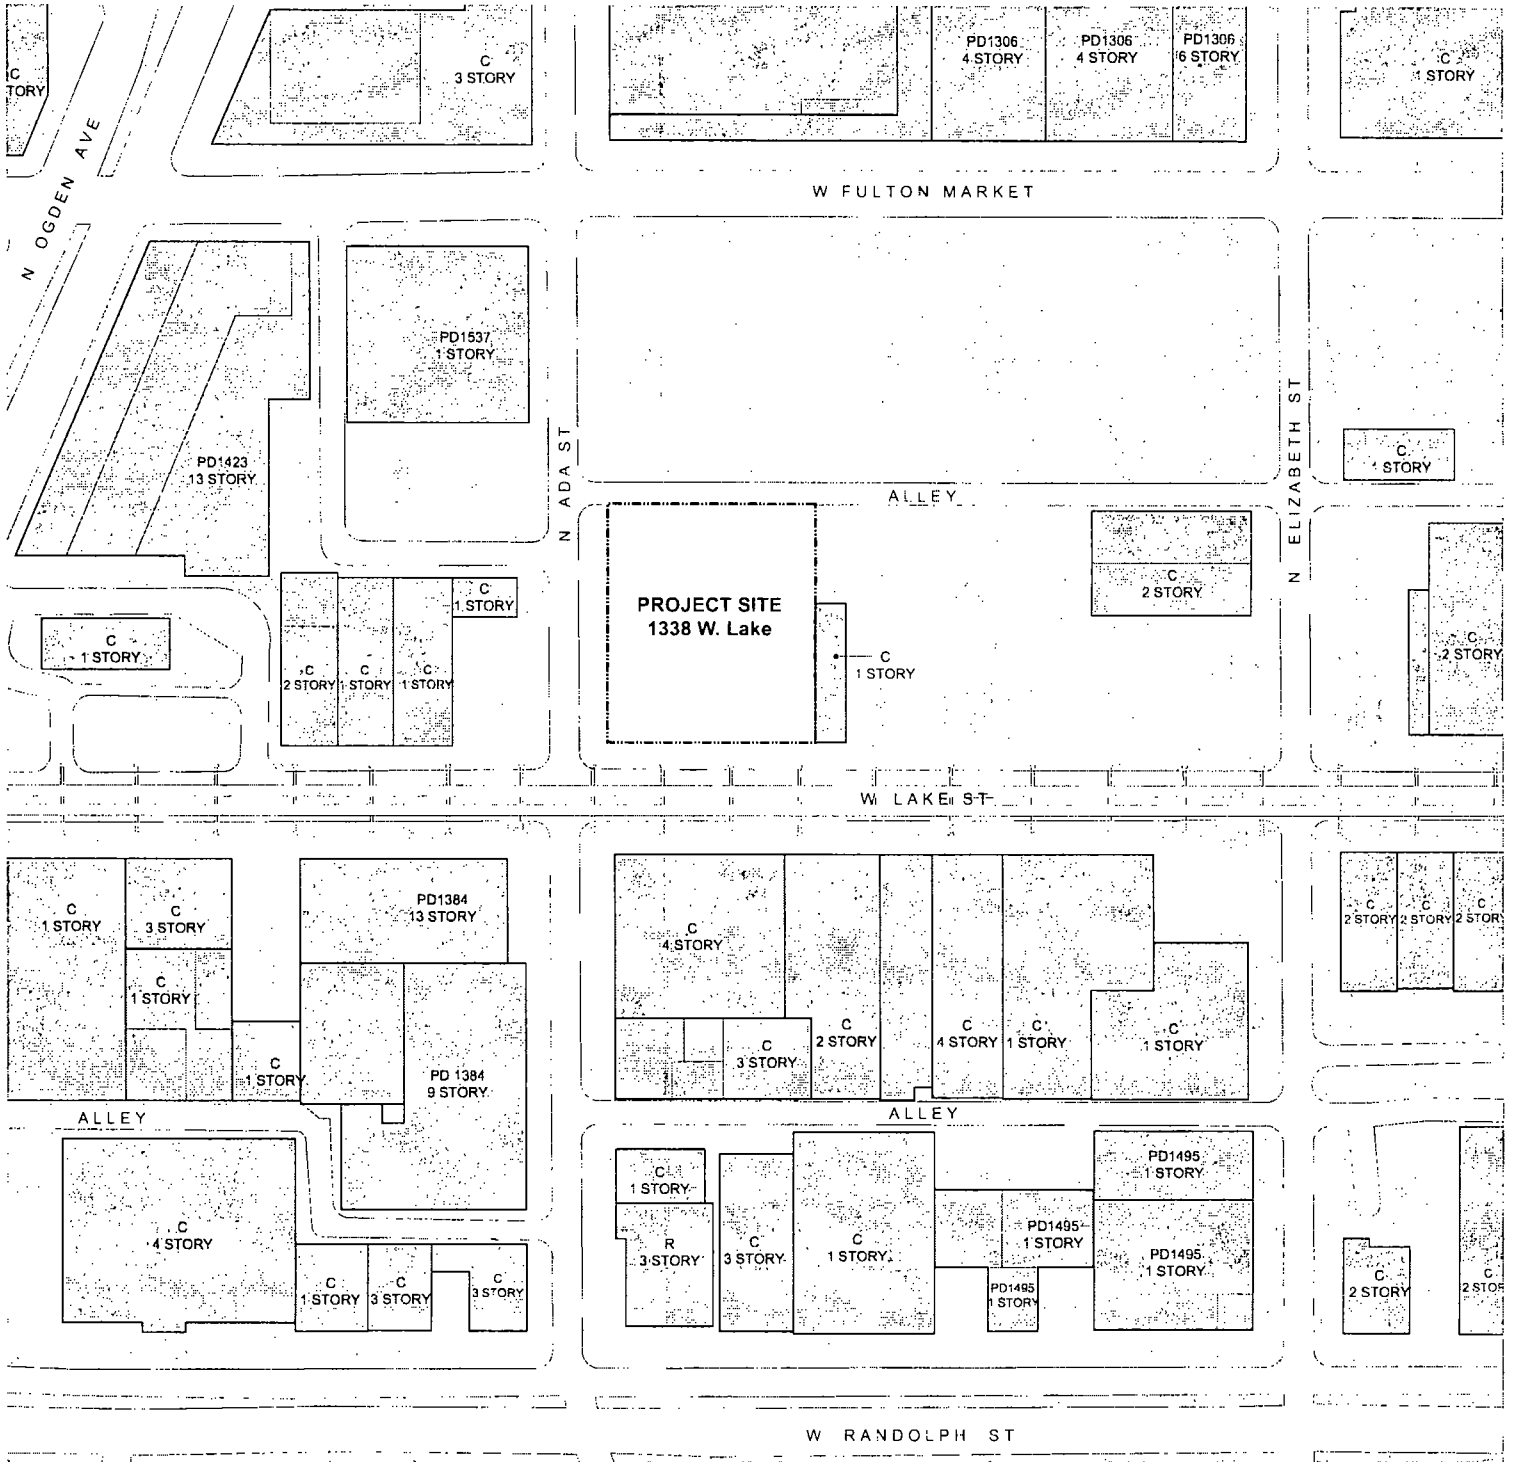 C
TORY
C
3 STORY
PD1306
4 STORY
PD1306
4 STORY
PD1306
6 STORY
C
1 STORY
N OGDEN AVE
W FULTON MARKET
PD1537
1 STORY
PD1423
13 STORY
N ADA ST
N ELIZABETH ST
C
1 STORY
ALLEY
C
2 STORY
C
1 STORY
PROJECT SITE
1338 W. Lake
C
1 STORY
C
1 STORY
C
2 STORY
C
1 STORY
C
1 STORY
C
2 STORY
W LAKE ST
C
1 STORY
C
3 STORY
PD1384
13 STORY
C
4 STORY
C
2 STORY
C
2 STORY
C
2 STORY
C
1 STORY
C
1 STORY
PD 1384
9 STORY
C
3 STORY
C
2 STORY
C
4 STORY
C
1 STORY
C
1 STORY
ALLEY
ALLEY
C
4 STORY
C
1 STORY
PD1495
1 STORY
R
3 STORY
C
3 STORY
C
1 STORY
PD1495
1 STORY
PD1495
1 STORY
PD1495
1 STORY
C
1 STORY
C
3 STORY
C
3 STORY
C
2 STORY
C
2 STOR
W RANDOLPH ST